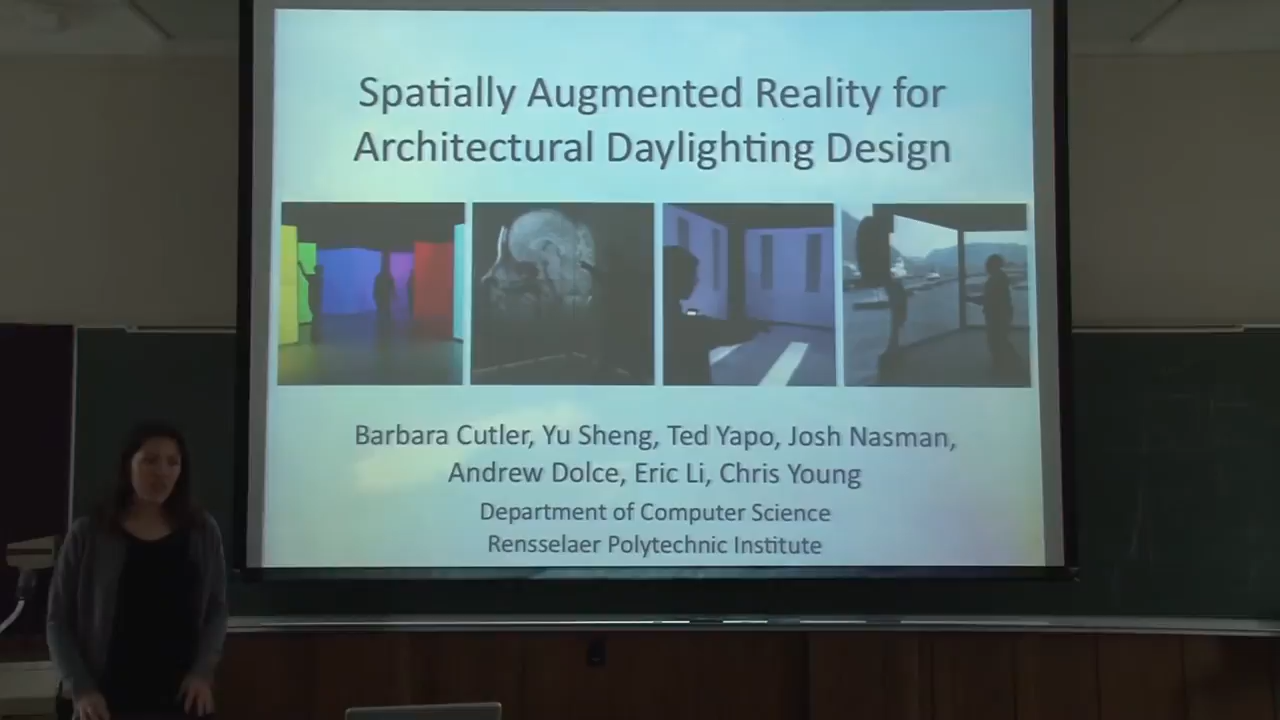 Spatially Augmented Reality for
Architectural Daylighting Design
Barbara Cutler, Yu Sheng, Ted Yapo, Josh Nasman,
Andrew Dolce, Eric Li, Chris Young
Department of Computer Science
Rensselaer Polytechnic Institute